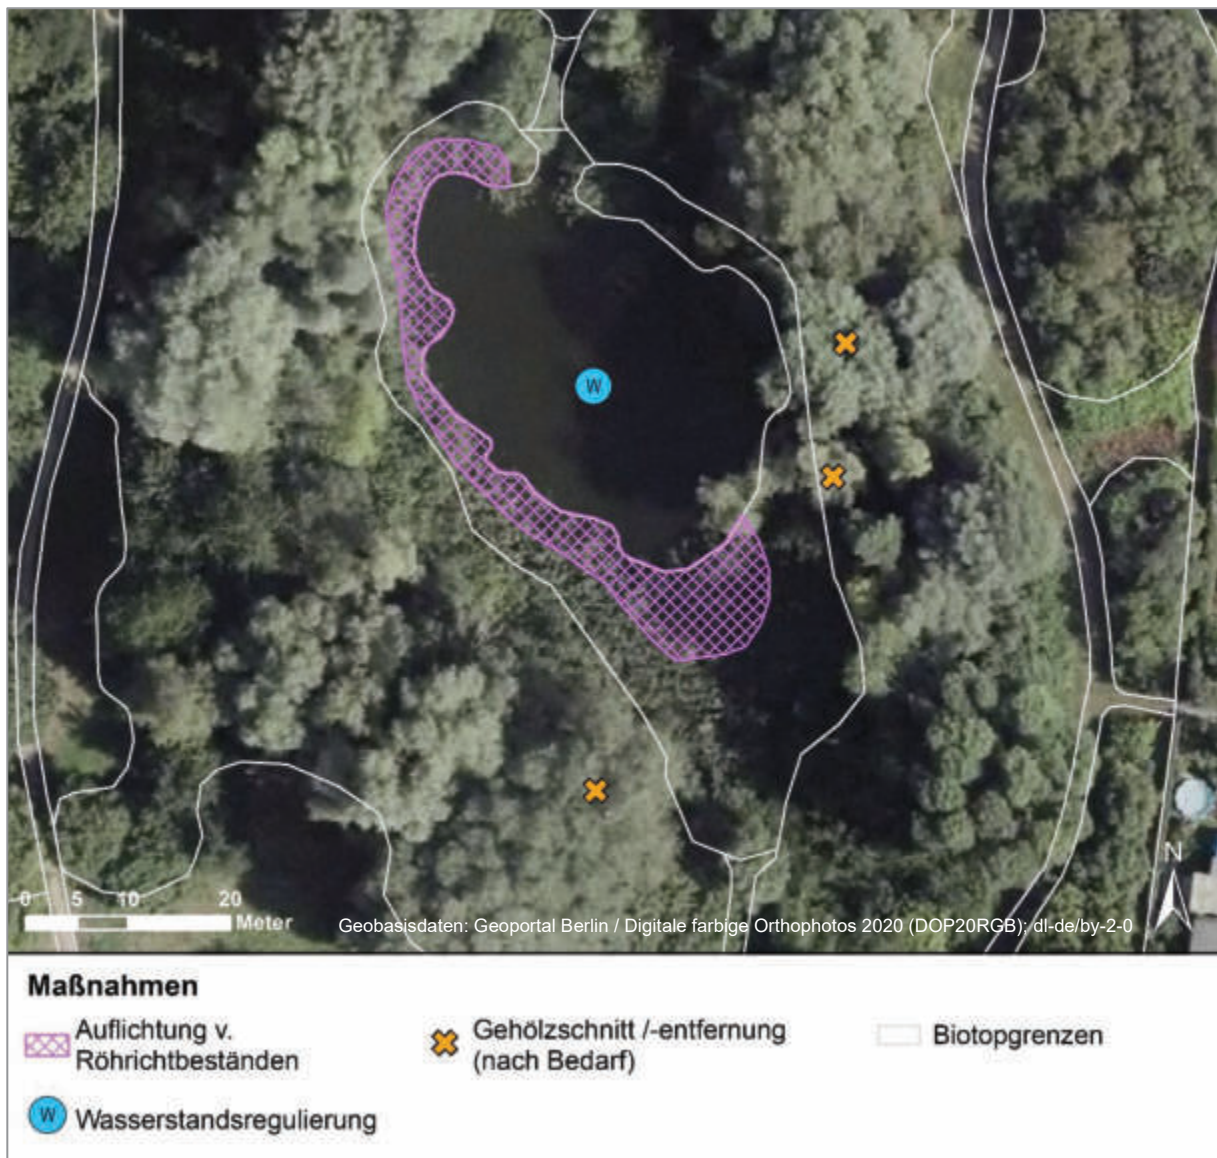 W
N
0 5 10 20
Meter
Geobasisdaten: Geoportal Berlin / Digitale farbige Orthophotos 2020 (DOP20RGB); dl-de/by-2-0
Maßnahmen
Auflichtung v.
Röhrichtbeständen
Gehölzschnitt /-entfernung
(nach Bedarf)
Biotopgrenzen
W Wasserstandsregulierung